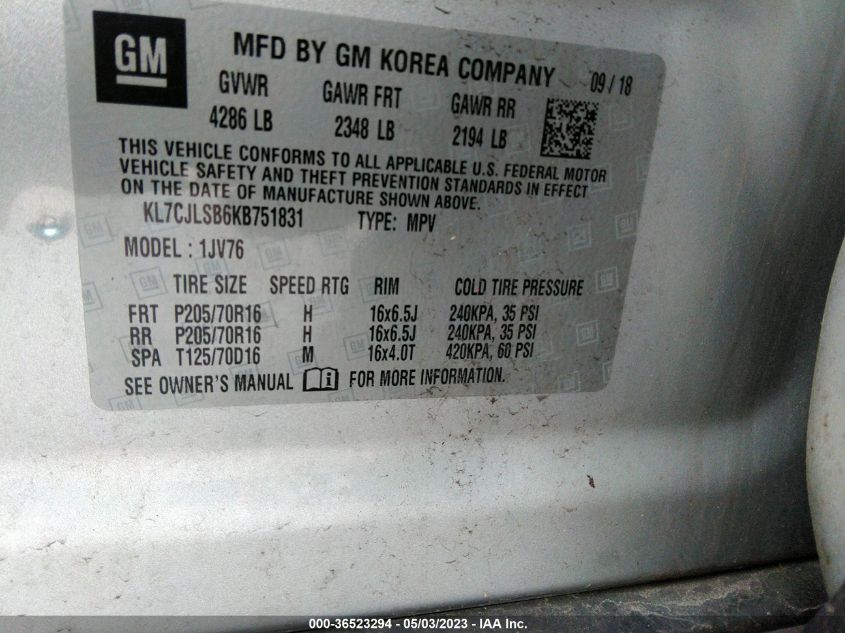 GM
MFD BY GM KOREA COMPANY 09 / 18
GVWR GAWR FRT GAWR RR
4286 LB 2348 LB 2194 LB
THIS VEHICLE CONFORMS TO ALL APPLICABLE U.S. FEDERAL MOTOR
VEHICLE SAFETY AND THEFT PREVENTION STANDARDS IN EFFECT
ON THE DATE OF MANUFACTURE SHOWN ABOVE.
KL7CJLSB6KB751831 TYPE: MPV
MODEL : 1JV76
TIRE SIZE SPEED RTG RIM COLD TIRE PRESSURE
FRT P205/70R16 H 16x6.5J 240KPA, 35 PSI
RR P205/70R16 H 16x6.5J 240KPA, 35 PSI
SPA T125/70D16 M 16x4.0T 420KPA, 60 PSI
SEE OWNER'S MANUAL FOR MORE INFORMATION.
000-36523294 - 05/03/2023 - IAA Inc.